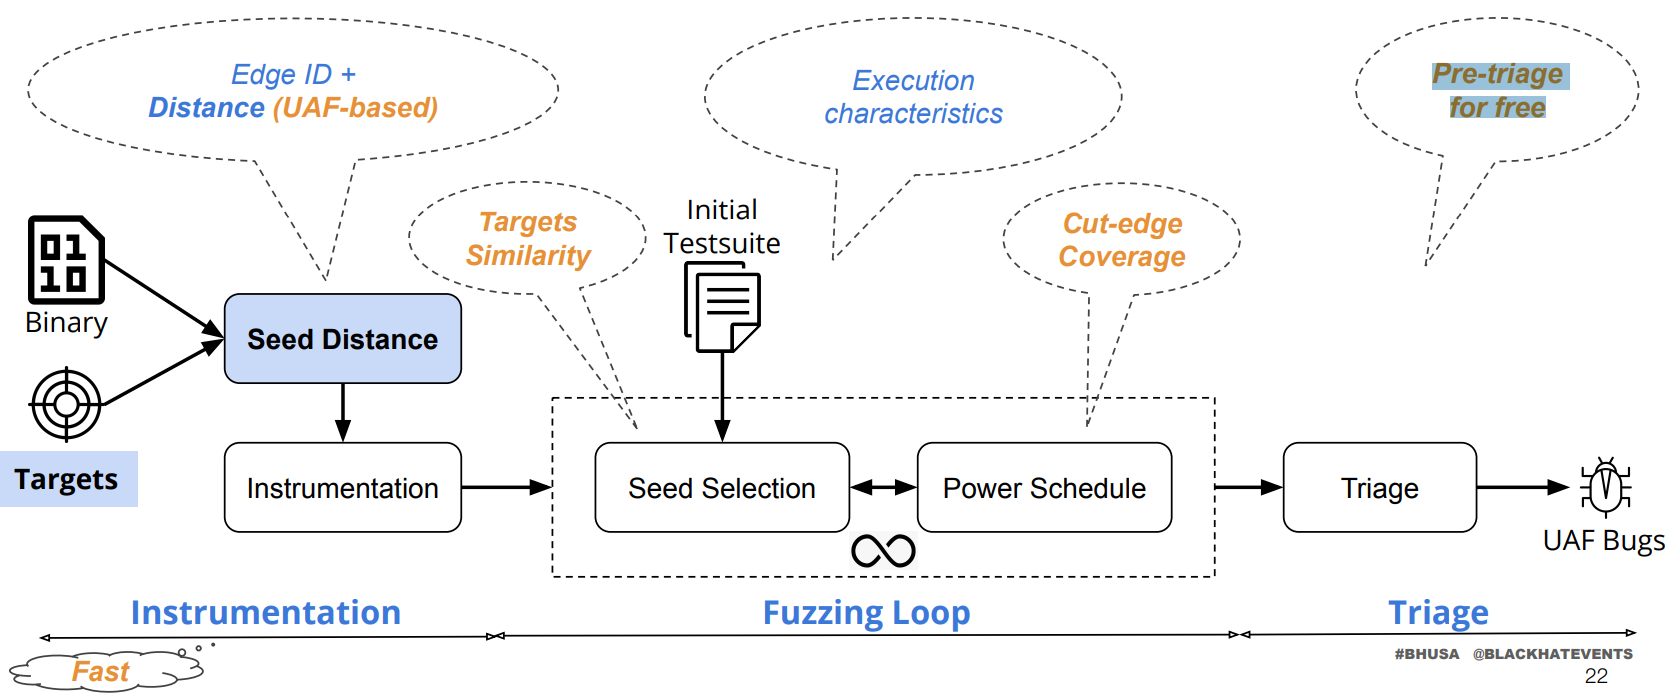 Edge ID +
Distance (UAF-based)
Execution
characteristics
Pre-triage
for free
Targets
Similarity
Initial
Testsuite
Cut-edge
Coverage
01
10
Binary
Seed Distance
Targets
Instrumentation
Seed Selection
Power Schedule
Triage
UAF Bugs
Instrumentation
Fuzzing Loop
Triage
Fast
#BHUSA @BLACKHATEVENTS
22